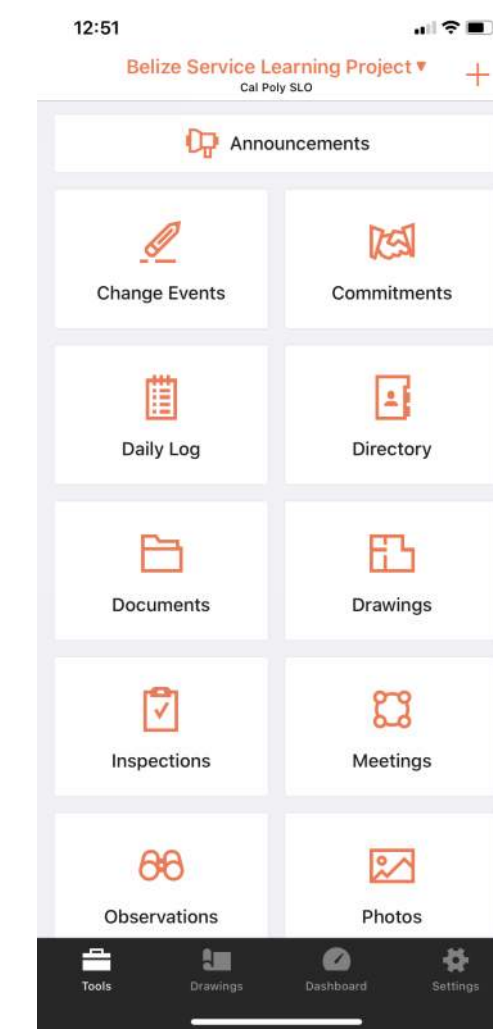 12:51
Belize Service Learning Project ▼
Cal Poly SLO
Announcements
Change Events
Commitments
Daily Log
Directory
Documents
Drawings
Inspections
Meetings
Observations
Photos
Tools
Drawings
Dashboard
Settings